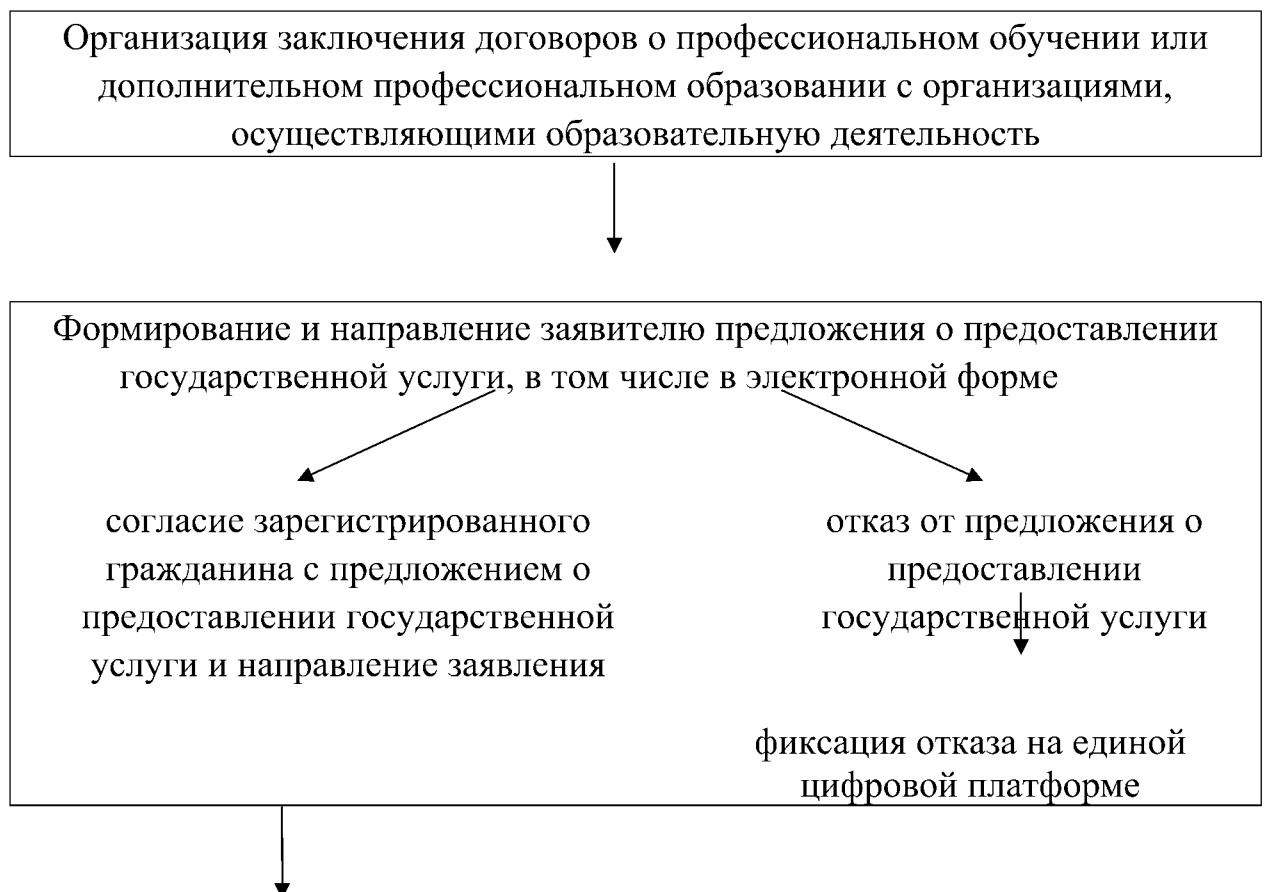 Организация заключения договоров о профессиональном обучении или
дополнительном профессиональном образовании с организациями,
осуществляющими образовательную деятельность
Формирование и направление заявителю предложения о предоставлении
государственной услуги, в том числе в электронной форме
согласие зарегистрированного
гражданина с предложением о
предоставлении государственной
услуги и направление заявления
отказ от предложения о
предоставлении
государственной услуги
фиксация отказа на единой
цифровой платформе